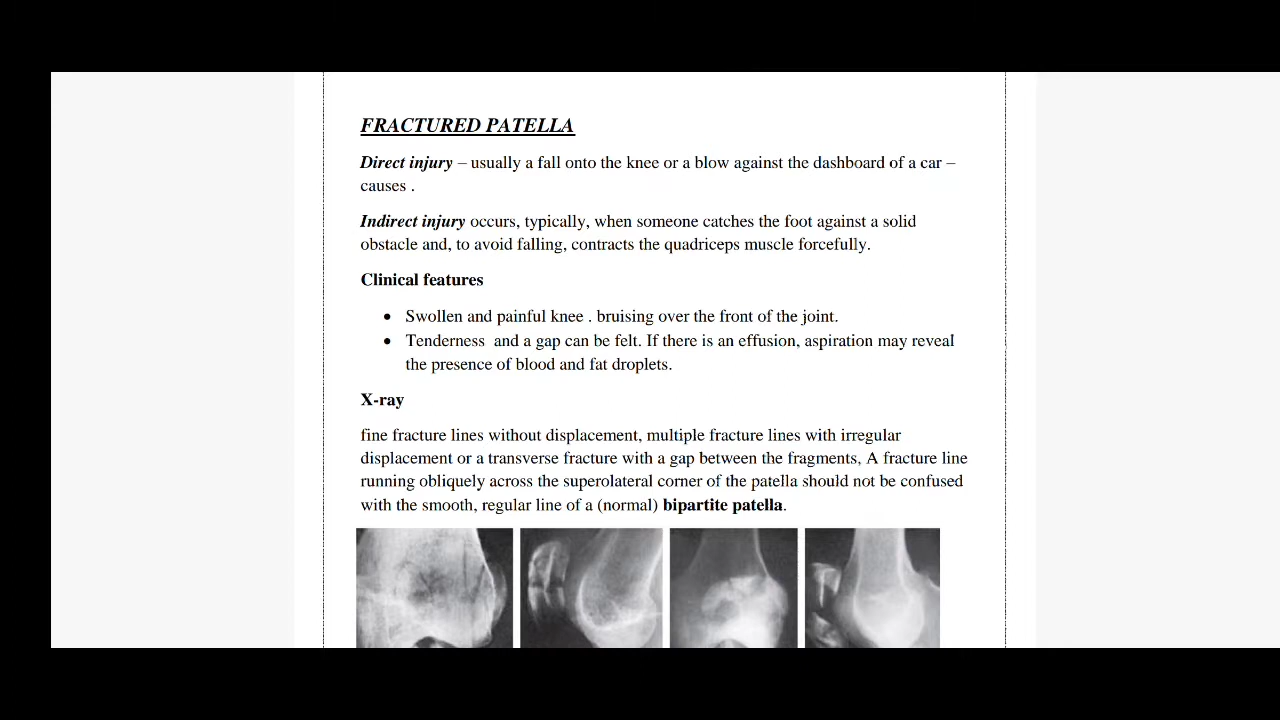 FRACTURED PATELLA
Direct injury – usually a fall onto the knee or a blow against the dashboard of a car –
causes .
Indirect injury occurs, typically, when someone catches the foot against a solid
obstacle and, to avoid falling, contracts the quadriceps muscle forcefully.
Clinical features
• Swollen and painful knee . bruising over the front of the joint.
• Tenderness  and a gap can be felt. If there is an effusion, aspiration may reveal
the presence of blood and fat droplets.
X-ray
fine fracture lines without displacement, multiple fracture lines with irregular
displacement or a transverse fracture with a gap between the fragments, A fracture line
running obliquely across the superolateral corner of the patella should not be confused
with the smooth, regular line of a (normal) bipartite patella.